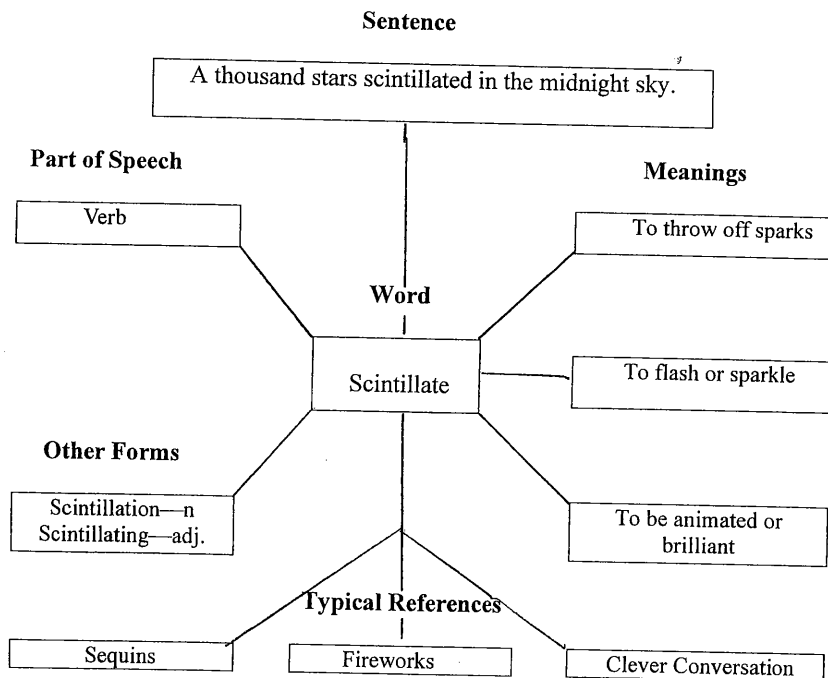 Sentence
A thousand stars scintillated in the midnight sky.
Part of Speech
Meanings
Verb
To throw off sparks
Word
Scintillate
To flash or sparkle
Other Forms
Scintillation—n
Scintillating—adj.
To be animated or
brilliant
Typical References
Sequins
Fireworks
Clever Conversation